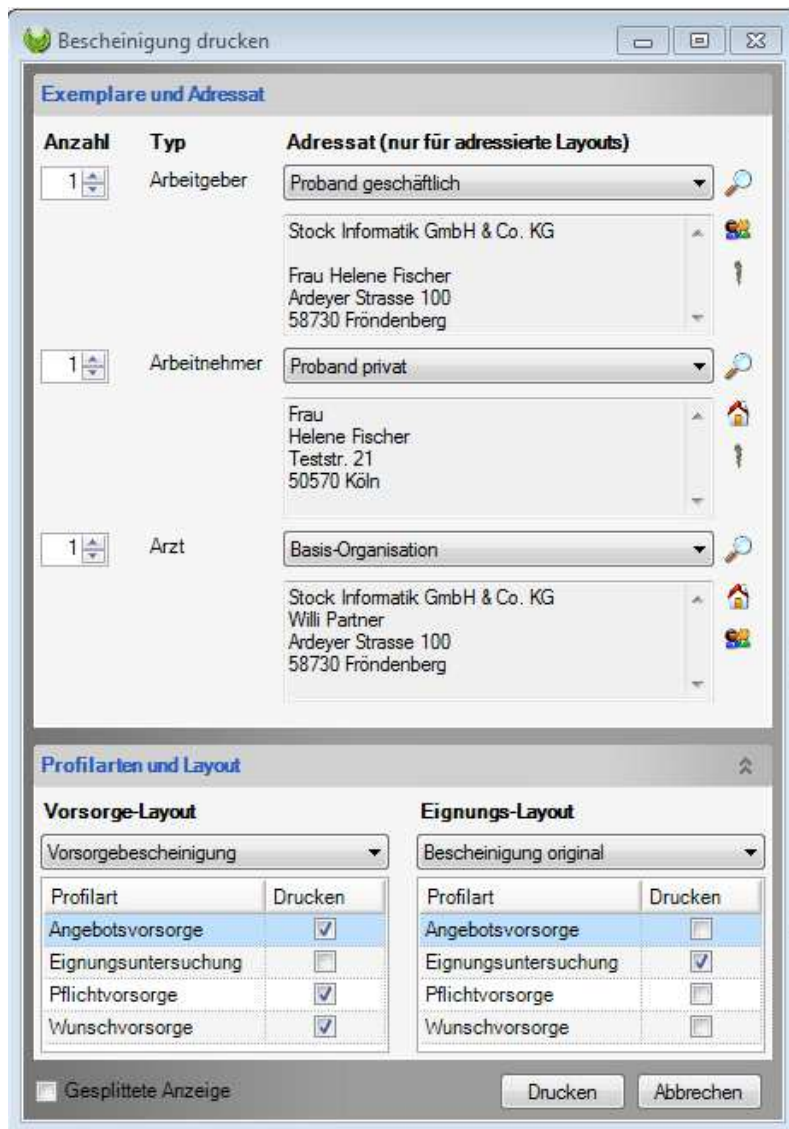 Bescheinigung drucken
Exemplare und Adressat
Anzahl Typ Adressat (nur für adressierte Layouts)
1 Arbeitgeber Proband geschäftlich
Stock Informatik GmbH & Co. KG
Frau Helene Fischer
Ardeyer Strasse 100
58730 Fröndenberg
1 Arbeitnehmer Proband privat
Frau
Helene Fischer
Teststr. 21
50570 Köln
1 Arzt Basis-Organisation
Stock Informatik GmbH & Co. KG
Willi Partner
Ardeyer Strasse 100
58730 Fröndenberg
Profilarten und Layout
Vorsorge-Layout Eignungs-Layout
Vorsorgebescheinigung Bescheinigung original
Profilart Drucken Profilart Drucken
Angebotsvorsorge Angebotsvorsorge
Eignungsuntersuchung Eignungsuntersuchung
Pflichtvorsorge Pflichtvorsorge
Wunschvorsorge Wunschvorsorge
Gesplittete Anzeige Drucken Abbrechen